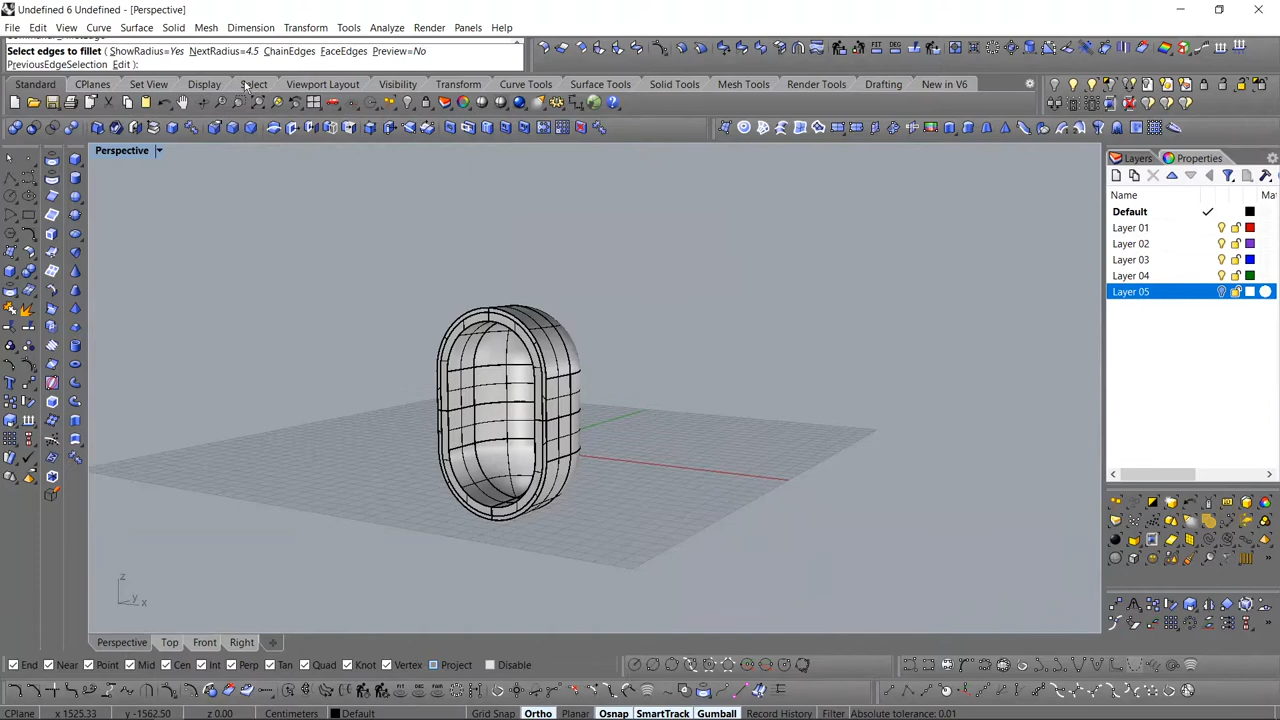 Undefined 6 Undefined - [Perspective]
File Edit View Curve Surface Solid Mesh Dimension Transform Tools Analyze Render Panels Help
Select edges to fillet ( ShowRadius=Yes NextRadius=4.5 ChainEdges FaceEdges Preview=No
PreviousEdgeSelection Edit ):
Standard CPlanes Set View Display Select Viewport Layout Visibility Transform Curve Tools Surface Tools Solid Tools Mesh Tools Render Tools Drafting New in V6
Perspective
Layers Properties
Name Mat
Default
Layer 01
Layer 02
Layer 03
Layer 04
Layer 05
z
y
x
Perspective Top Front Right
End Near Point Mid Cen Int Perp Tan Quad Knot Vertex Project Disable
CPlane x 1525.33 y -1562.50 z 0.00 Centimeters Default Grid Snap Ortho Planar Osnap SmartTrack Gumball Record History Filter Absolute tolerance: 0.01